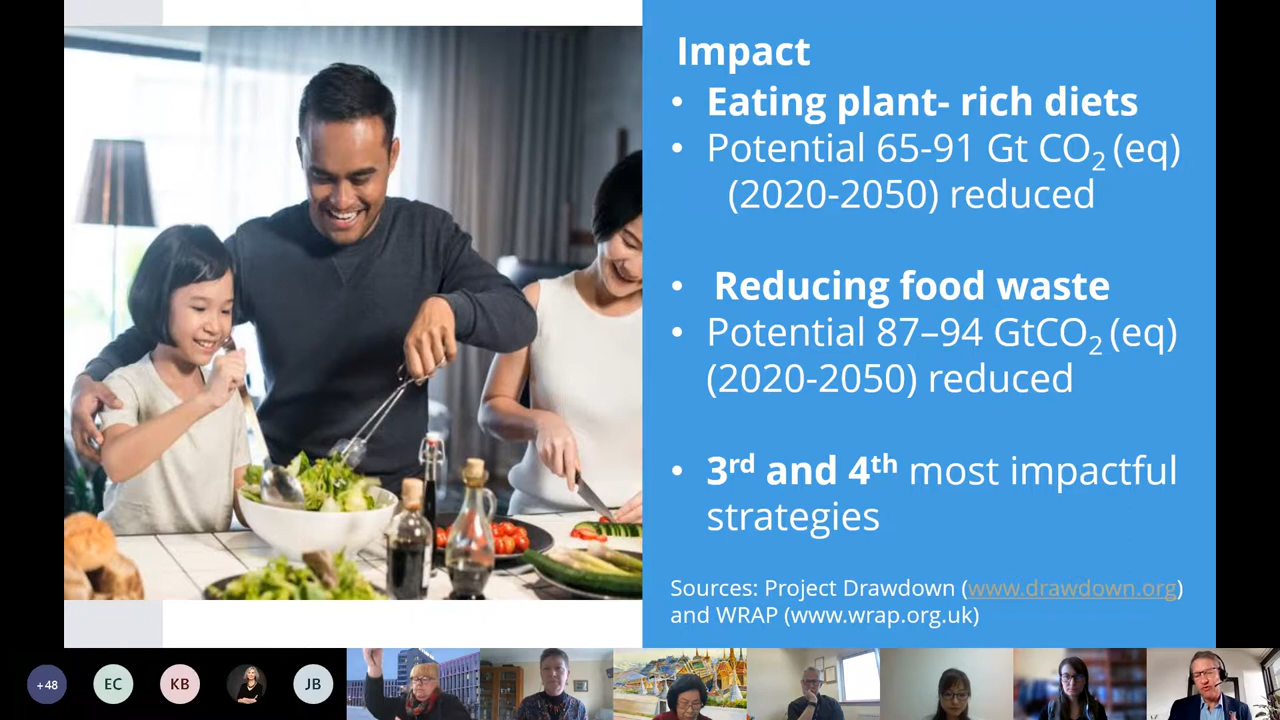 Impact
• Eating plant- rich diets
• Potential 65-91 Gt CO₂ (eq)
(2020-2050) reduced
• Reducing food waste
• Potential 87–94 GtCO₂ (eq)
(2020-2050) reduced
• 3rd and 4th most impactful
strategies
Sources: Project Drawdown (www.drawdown.org)
and WRAP (www.wrap.org.uk)
+48
EC
KB
JB